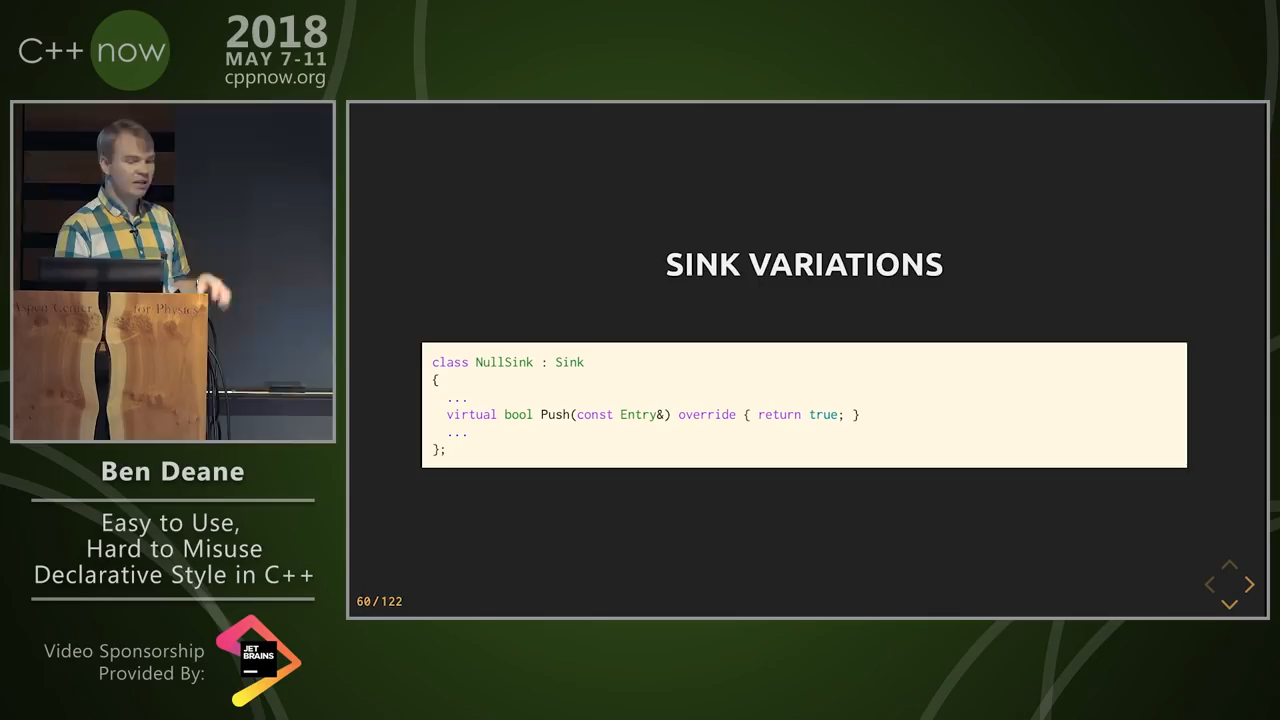 C++ now
2018
MAY 7-11
cppnow.org
Aspen Center for Physics
Ben Deane
Easy to Use,
Hard to Misuse
Declarative Style in C++
Video Sponsorship
Provided By:
JET
BRAINS
SINK VARIATIONS
class NullSink : Sink
{
...
virtual bool Push(const Entry&) override { return true; }
...
};
60/122